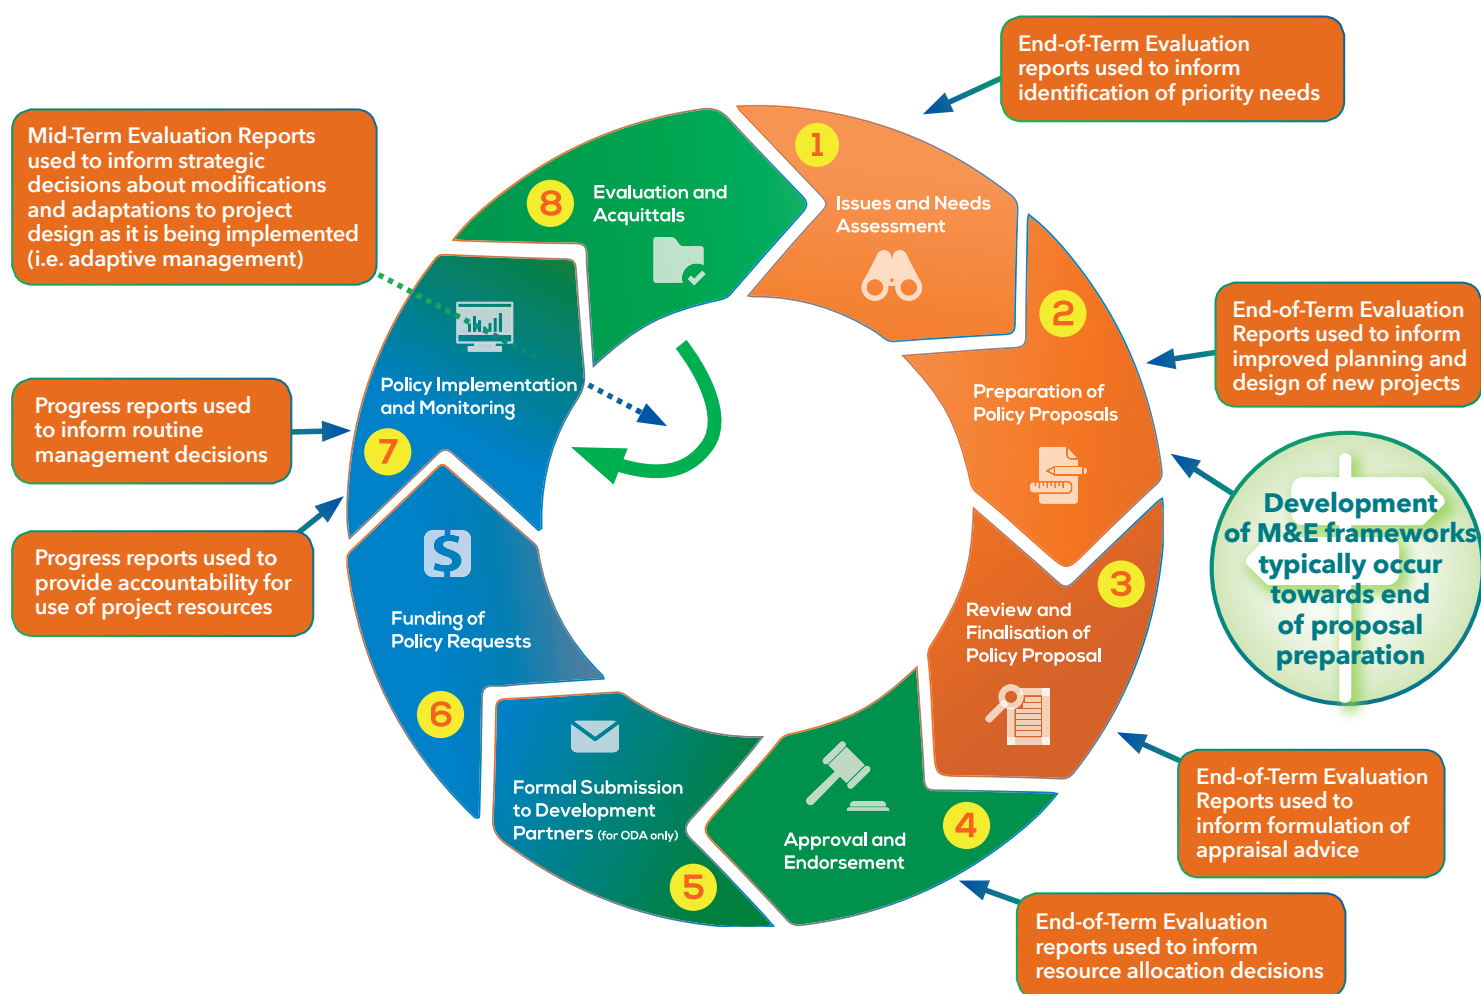 End-of-Term Evaluation
reports used to inform
identification of priority needs
Mid-Term Evaluation Reports
used to inform strategic
decisions about modifications
and adaptations to project
design as it is being implemented
(i.e. adaptive management)
1
Issues and Needs
Assessment
8
Evaluation and
Acquittals
2
Preparation of
Policy Proposals
End-of-Term Evaluation
Reports used to inform
improved planning and
design of new projects
Policy Implementation
and Monitoring
7
Progress reports used
to inform routine
management decisions
Progress reports used to
provide accountability for
use of project resources
Development
of M&E frameworks
typically occur
towards end
of proposal
preparation
3
Review and
Finalisation of
Policy Proposal
S
Funding of
Policy Requests
6
Formal Submission
to Development
Partners (for ODA only)
5
4
Approval and
Endorsement
End-of-Term Evaluation
Reports used to
inform formulation of
appraisal advice
End-of-Term Evaluation
reports used to inform
resource allocation decisions